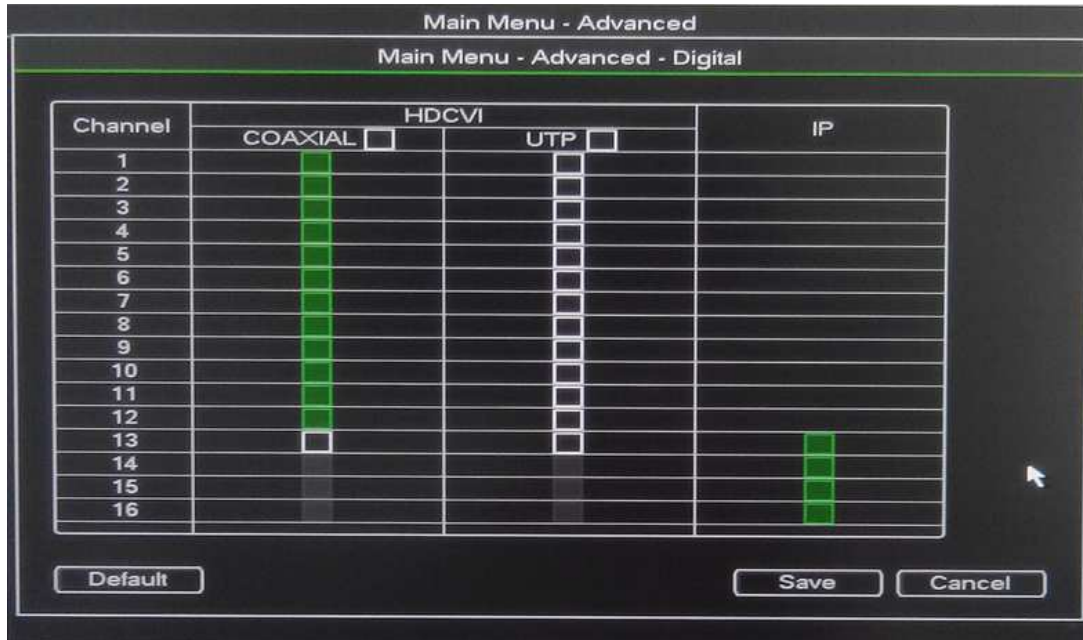 Main Menu - Advanced
Main Menu - Advanced - Digital
Channel
HDCVI
IP
COAXIAL
UTP
1
2
3
4
5
6
7
8
9
10
11
12
13
14
15
16
Default
Save
Cancel